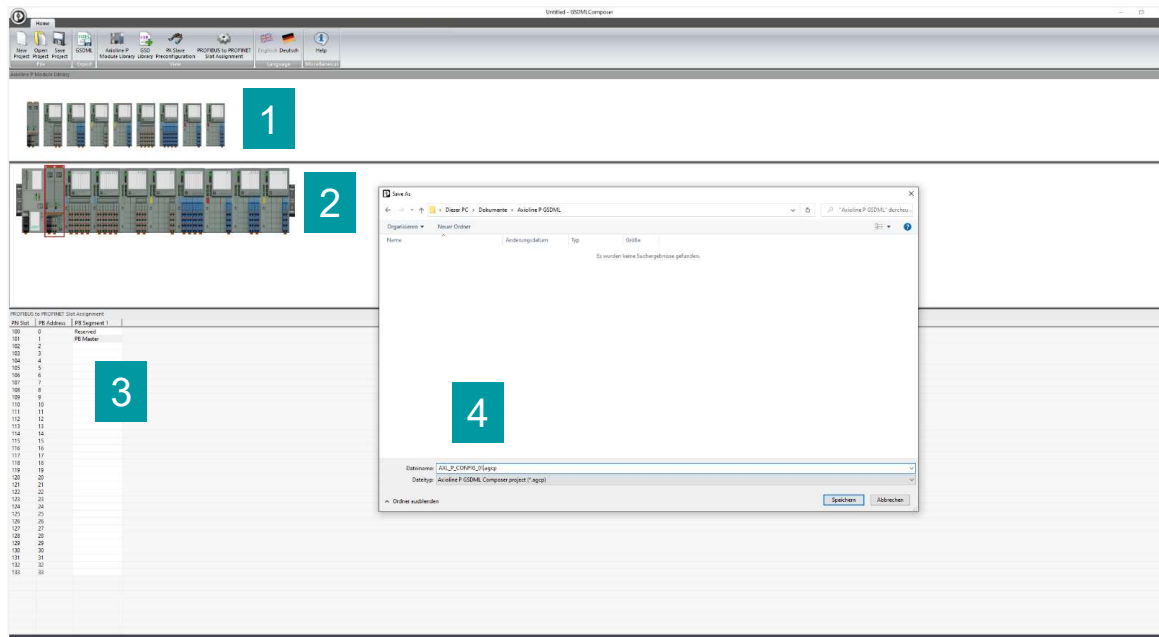 Untitled - GSDMLComposer
Home
New Project
Open Project
Save Project
GSDML
Axioline P Module Library
GSD Library
PA Slave Preconfiguration
PROFIBUS to PROFINET Slot Assignment
Englisch
Deutsch
Help
File
Export
View
Language
Miscellaneous
Axioline P Module Library
1
2
Save As
Dieser PC › Dokumente › Axioline P GSDML
"Axioline P GSDML" durchsu...
Organisieren
Neuer Ordner
Name
Änderungsdatum
Typ
Größe
Es wurden keine Suchergebnisse gefunden.
PROFIBUS to PROFINET Slot Assignment
PN Slot PB Address PB Segment 1
100 0 Reserved
101 1 PB Master
102 2
103 3
104 4
105 5
106 6
107 7
108 8
109 9
110 10
111 11
112 12
113 13
114 14
115 15
116 16
117 17
118 18
119 19
120 20
121 21
122 22
123 23
124 24
125 25
126 26
127 27
128 28
129 29
130 30
131 31
132 32
133 33
3
4
Dateiname: AXL_P_CONFIG_01.agcp
Dateityp: Axioline P GSDML Composer project (*.agcp)
Ordner ausblenden
Speichern
Abbrechen